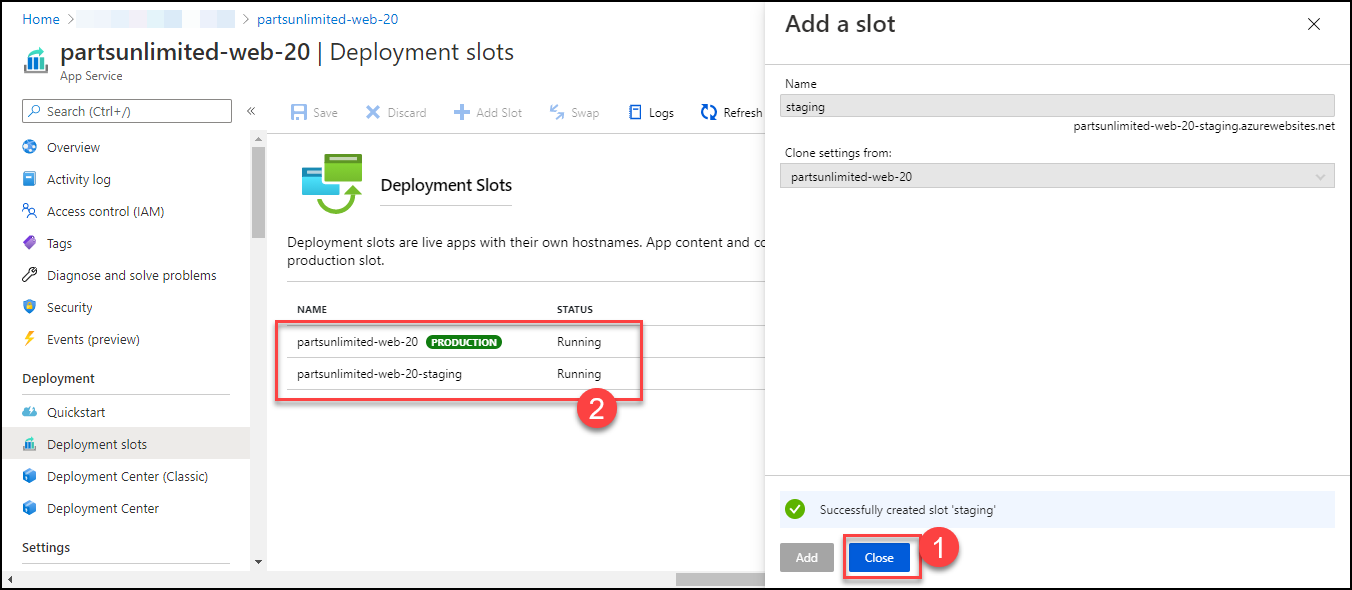 Home > > partsunlimited-web-20
partsunlimited-web-20 | Deployment slots
App Service
Search (Ctrl+/)
«
Overview
Activity log
Access control (IAM)
Tags
Diagnose and solve problems
Security
Events (preview)
Deployment
Quickstart
Deployment slots
Deployment Center (Classic)
Deployment Center
Settings
Save Discard Add Slot Swap Logs Refresh
Deployment Slots
Deployment slots are live apps with their own hostnames. App content and co
production slot.
NAME STATUS
partsunlimited-web-20 PRODUCTION Running
partsunlimited-web-20-staging Running
2
Add a slot
Name
staging
partsunlimited-web-20-staging.azurewebsites.net
Clone settings from:
partsunlimited-web-20
Successfully created slot 'staging'
Add Close
1